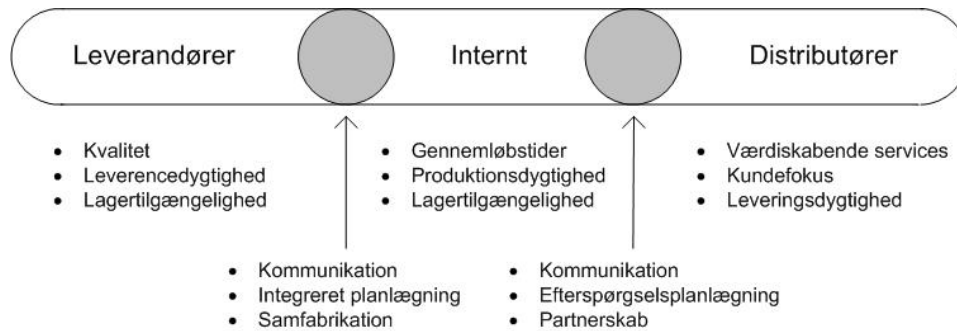 Leverandører
Internt
Distributører
• Kvalitet
• Leverencedygtighed
• Lagertilgængelighed
• Gennemløbstider
• Produktionsdygtighed
• Lagertilgængelighed
• Værdiskabende services
• Kundefokus
• Leveringsdygtighed
• Kommunikation
• Integreret planlægning
• Samfabrikation
• Kommunikation
• Efterspørgselsplanlægning
• Partnerskab